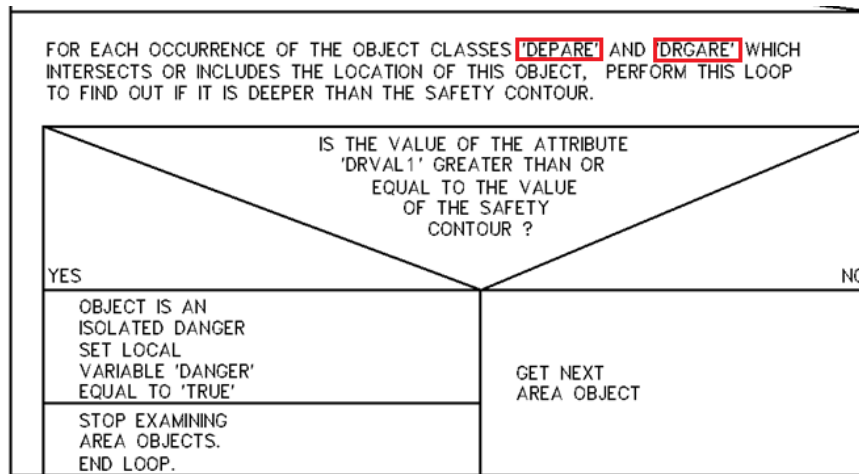 FOR EACH OCCURRENCE OF THE OBJECT CLASSES 'DEPARE' AND 'DRGARE' WHICH
INTERSECTS OR INCLUDES THE LOCATION OF THIS OBJECT, PERFORM THIS LOOP
TO FIND OUT IF IT IS DEEPER THAN THE SAFETY CONTOUR.
IS THE VALUE OF THE ATTRIBUTE
'DRVAL1' GREATER THAN OR
EQUAL TO THE VALUE
OF THE SAFETY
CONTOUR ?
YES
NO
OBJECT IS AN
ISOLATED DANGER
SET LOCAL
VARIABLE 'DANGER'
EQUAL TO 'TRUE'
STOP EXAMINING
AREA OBJECTS.
END LOOP.
GET NEXT
AREA OBJECT